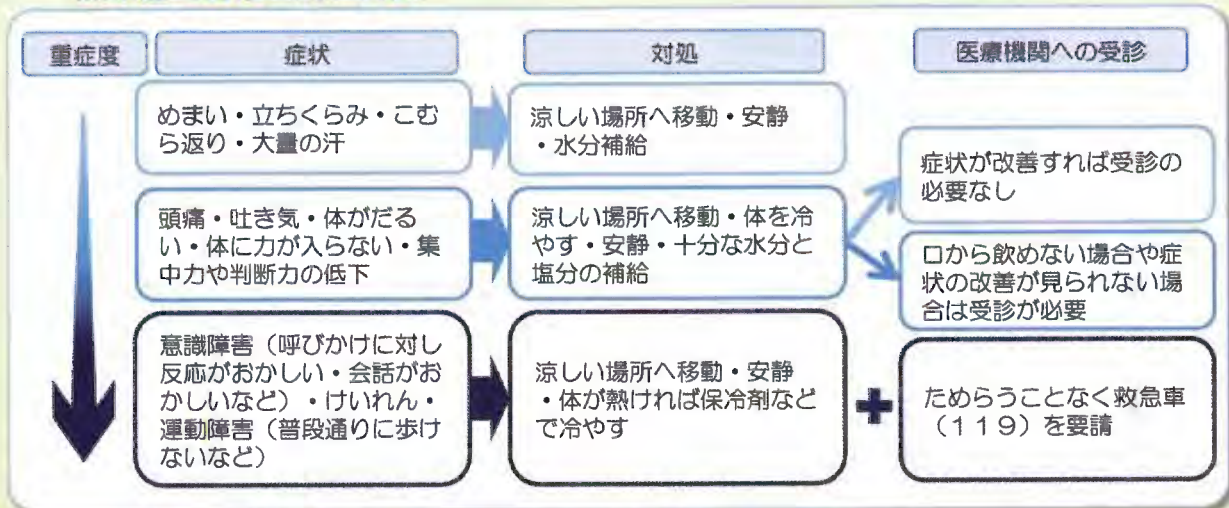 重症度
症状
対処
医療機関への受診
めまい・立ちくらみ・こむ
ら返り・大量の汗
涼しい場所へ移動・安静
・水分補給
症状が改善すれば受診の
必要なし
頭痛・吐き気・体がだる
い・体に力が入らない・集
中力や判断力の低下
涼しい場所へ移動・体を冷
やす・安静・十分な水分と
塩分の補給
口から飲めない場合や症
状の改善が見られない場
合は受診が必要
意識障害（呼びかけに対し
反応がおかしい・会話がお
かしいなど）・けいれん・
運動障害（普段通りに歩け
ないなど）
涼しい場所へ移動・安静
・体が熱ければ保冷剤など
で冷やす
ためらうことなく救急車
（１１９）を要請